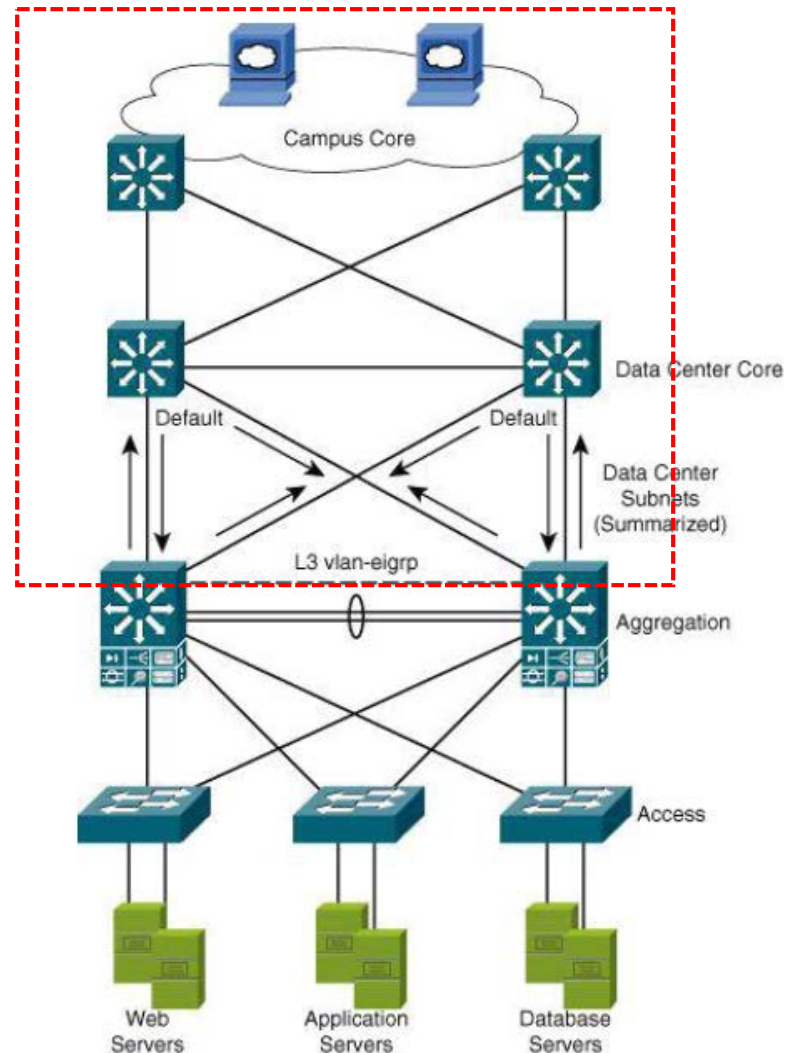 Campus Core
Data Center Core
Default
Default
Data Center
Subnets
(Summarized)
L3 vlan-eigrp
Aggregation
Access
Web
Servers
Application
Servers
Database
Servers